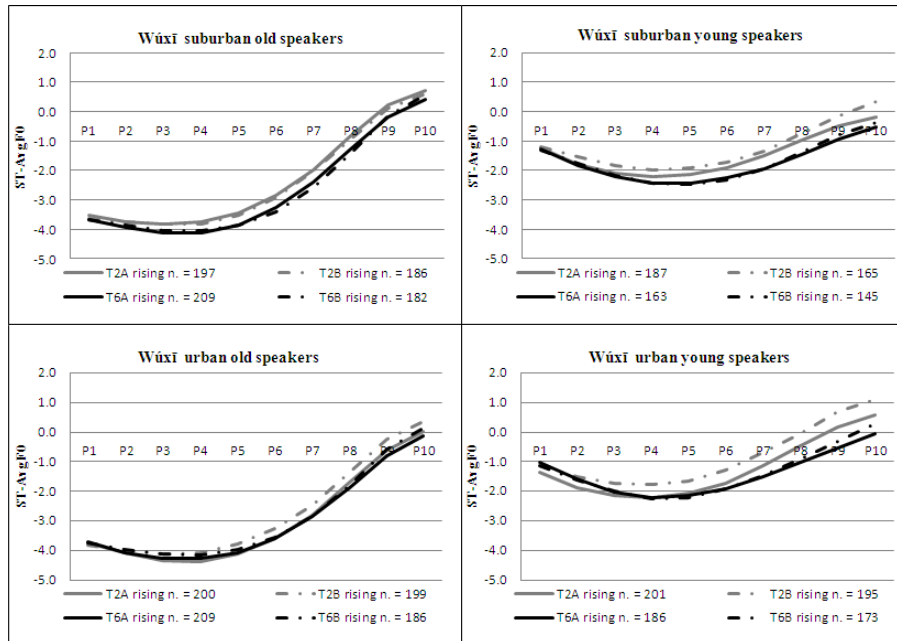 Wúxī suburban old speakers
2.0
1.0
0.0
-1.0
-2.0
-3.0
-4.0
-5.0
ST-AvgF0
P1 P2 P3 P4 P5 P6 P7 P8 P9 P10
T2A rising n. = 197 T2B rising n. = 186
T6A rising n. = 209 T6B rising n. = 182
Wúxī suburban young speakers
2.0
1.0
0.0
-1.0
-2.0
-3.0
-4.0
-5.0
ST-AvgF0
P1 P2 P3 P4 P5 P6 P7 P8 P9 P10
T2A rising n. = 187 T2B rising n. = 165
T6A rising n. = 163 T6B rising n. = 145
Wúxī urban old speakers
2.0
1.0
0.0
-1.0
-2.0
-3.0
-4.0
-5.0
ST-AvgF0
P1 P2 P3 P4 P5 P6 P7 P8 P9 P10
T2A rising n. = 200 T2B rising n. = 199
T6A rising n. = 209 T6B rising n. = 186
Wúxī urban young speakers
2.0
1.0
0.0
-1.0
-2.0
-3.0
-4.0
-5.0
ST-AvgF0
P1 P2 P3 P4 P5 P6 P7 P8 P9 P10
T2A rising n. = 201 T2B rising n. = 195
T6A rising n. = 186 T6B rising n. = 173